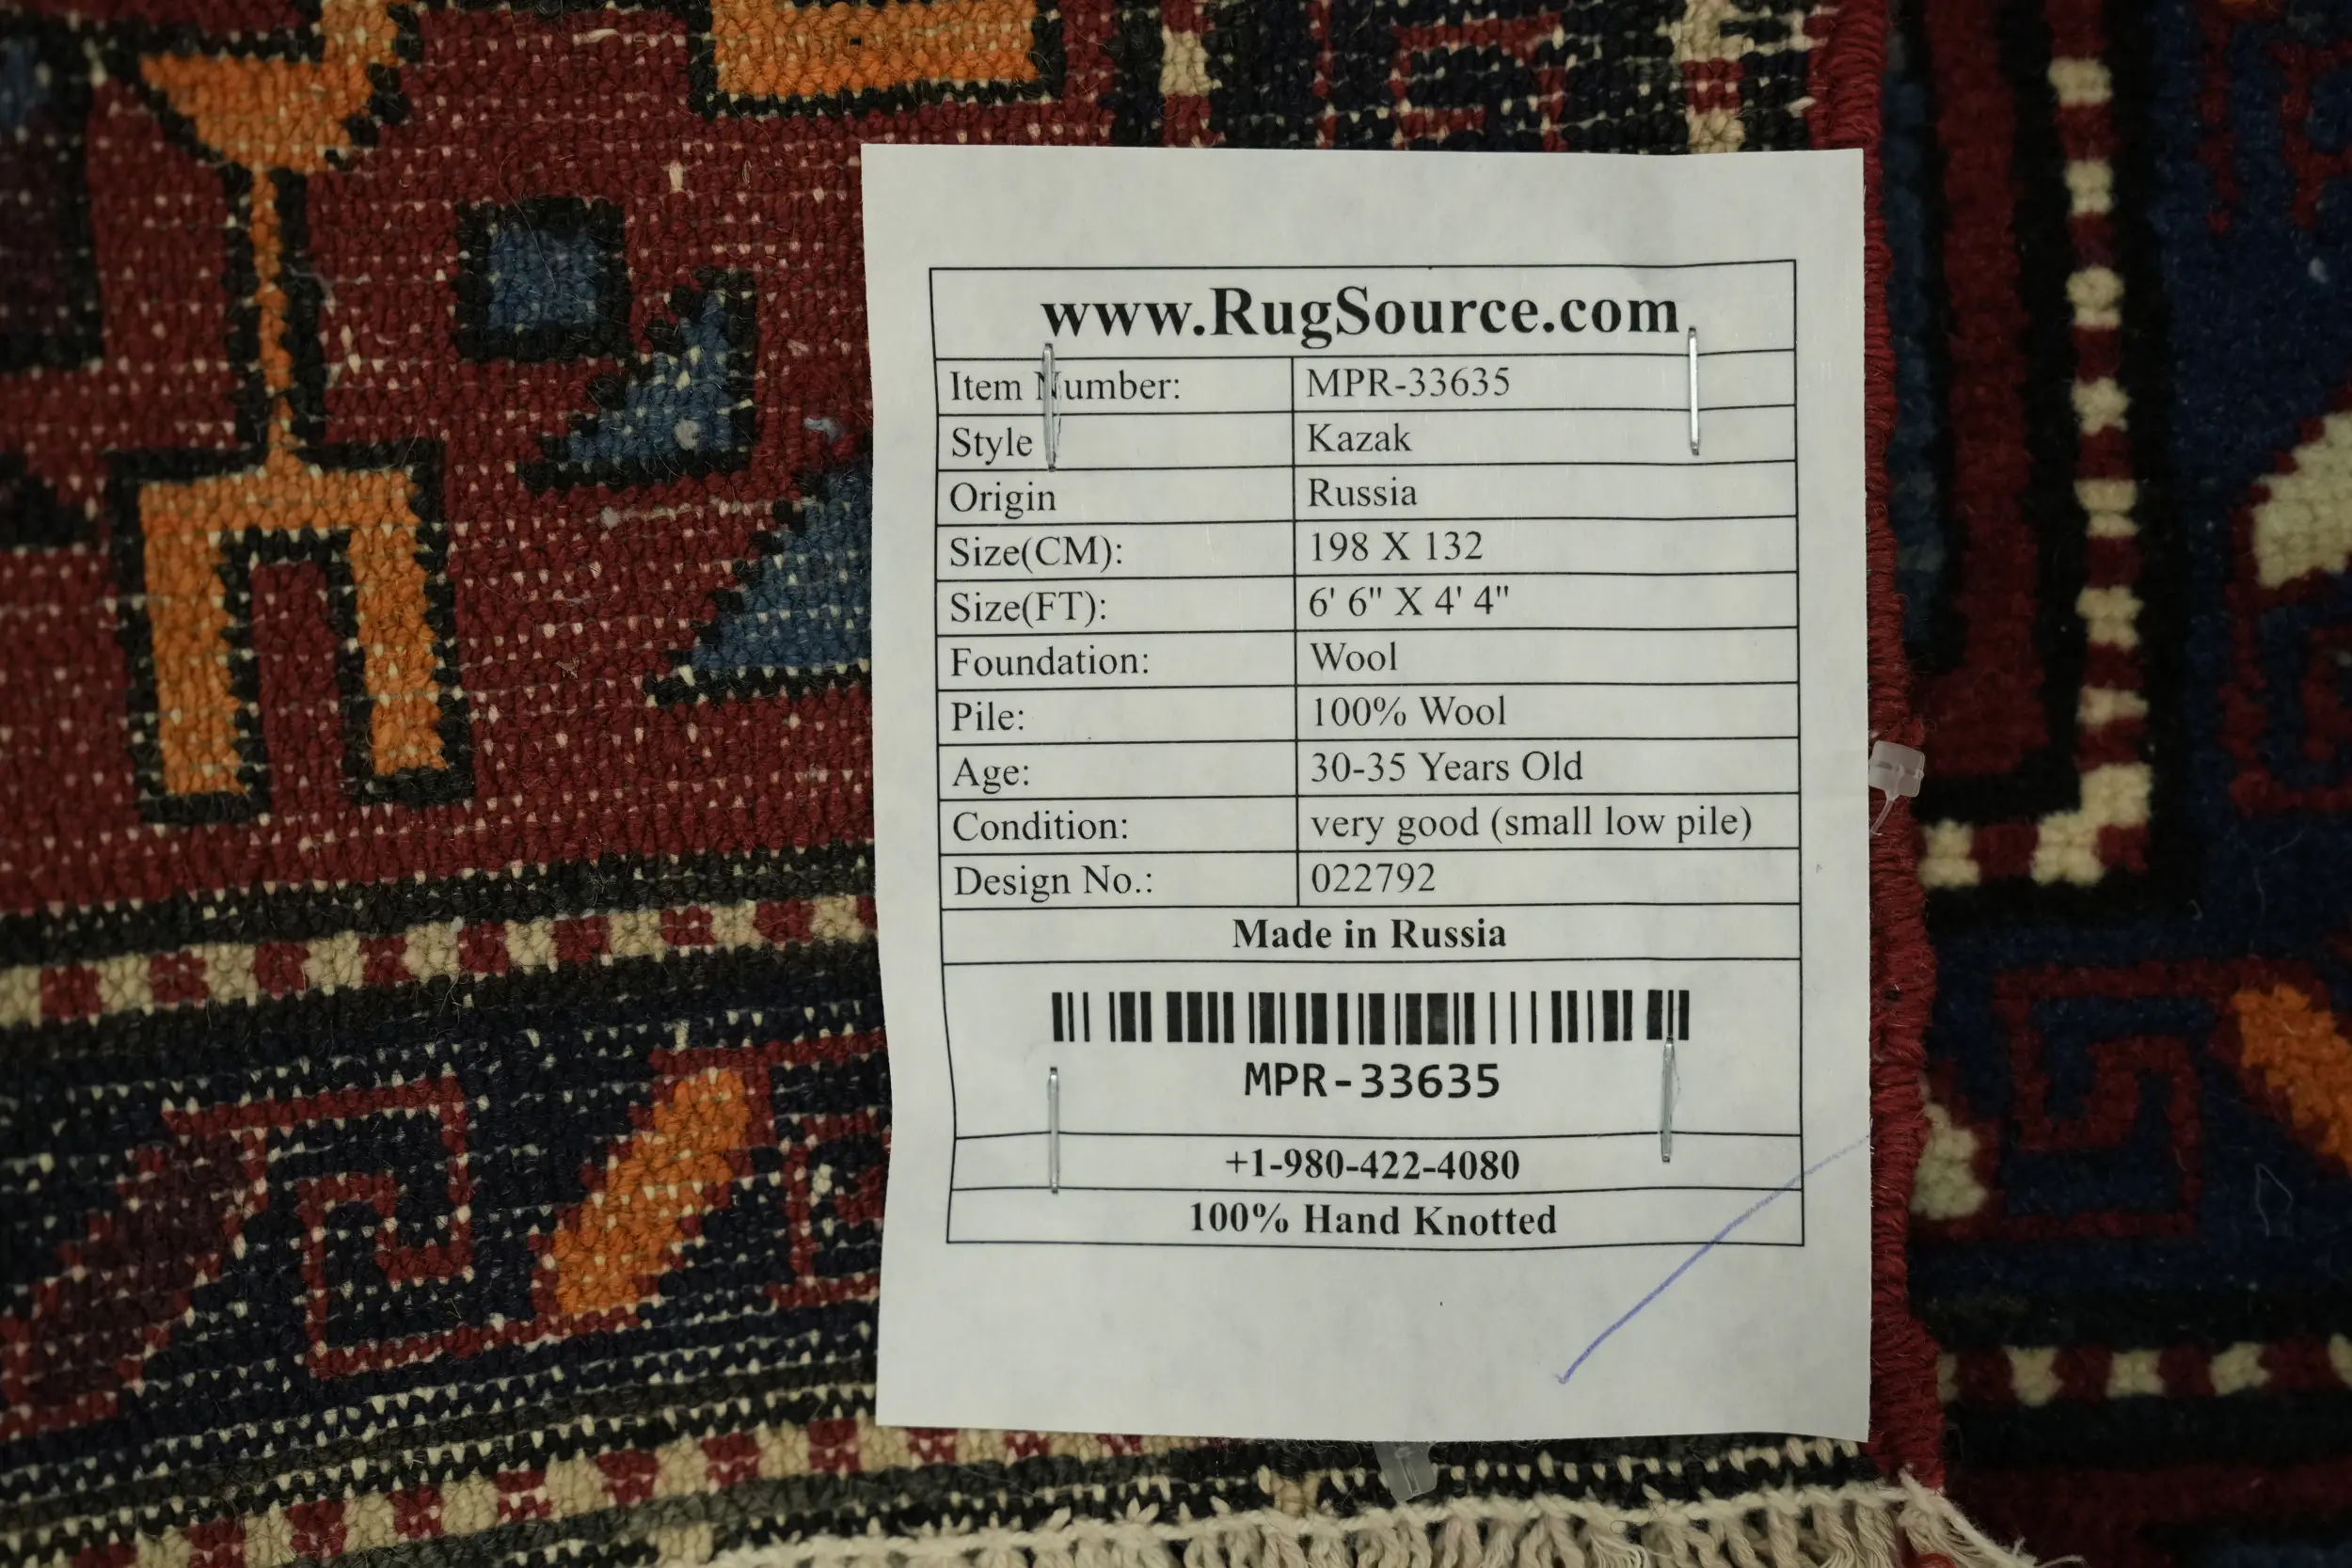 www.RugSource.com
Item Number: MPR-33635
Style Kazak
Origin Russia
Size(CM): 198 X 132
Size(FT): 6' 6" X 4' 4"
Foundation: Wool
Pile: 100% Wool
Age: 30-35 Years Old
Condition: very good (small low pile)
Design No.: 022792
Made in Russia
MPR-33635
+1-980-422-4080
100% Hand Knotted